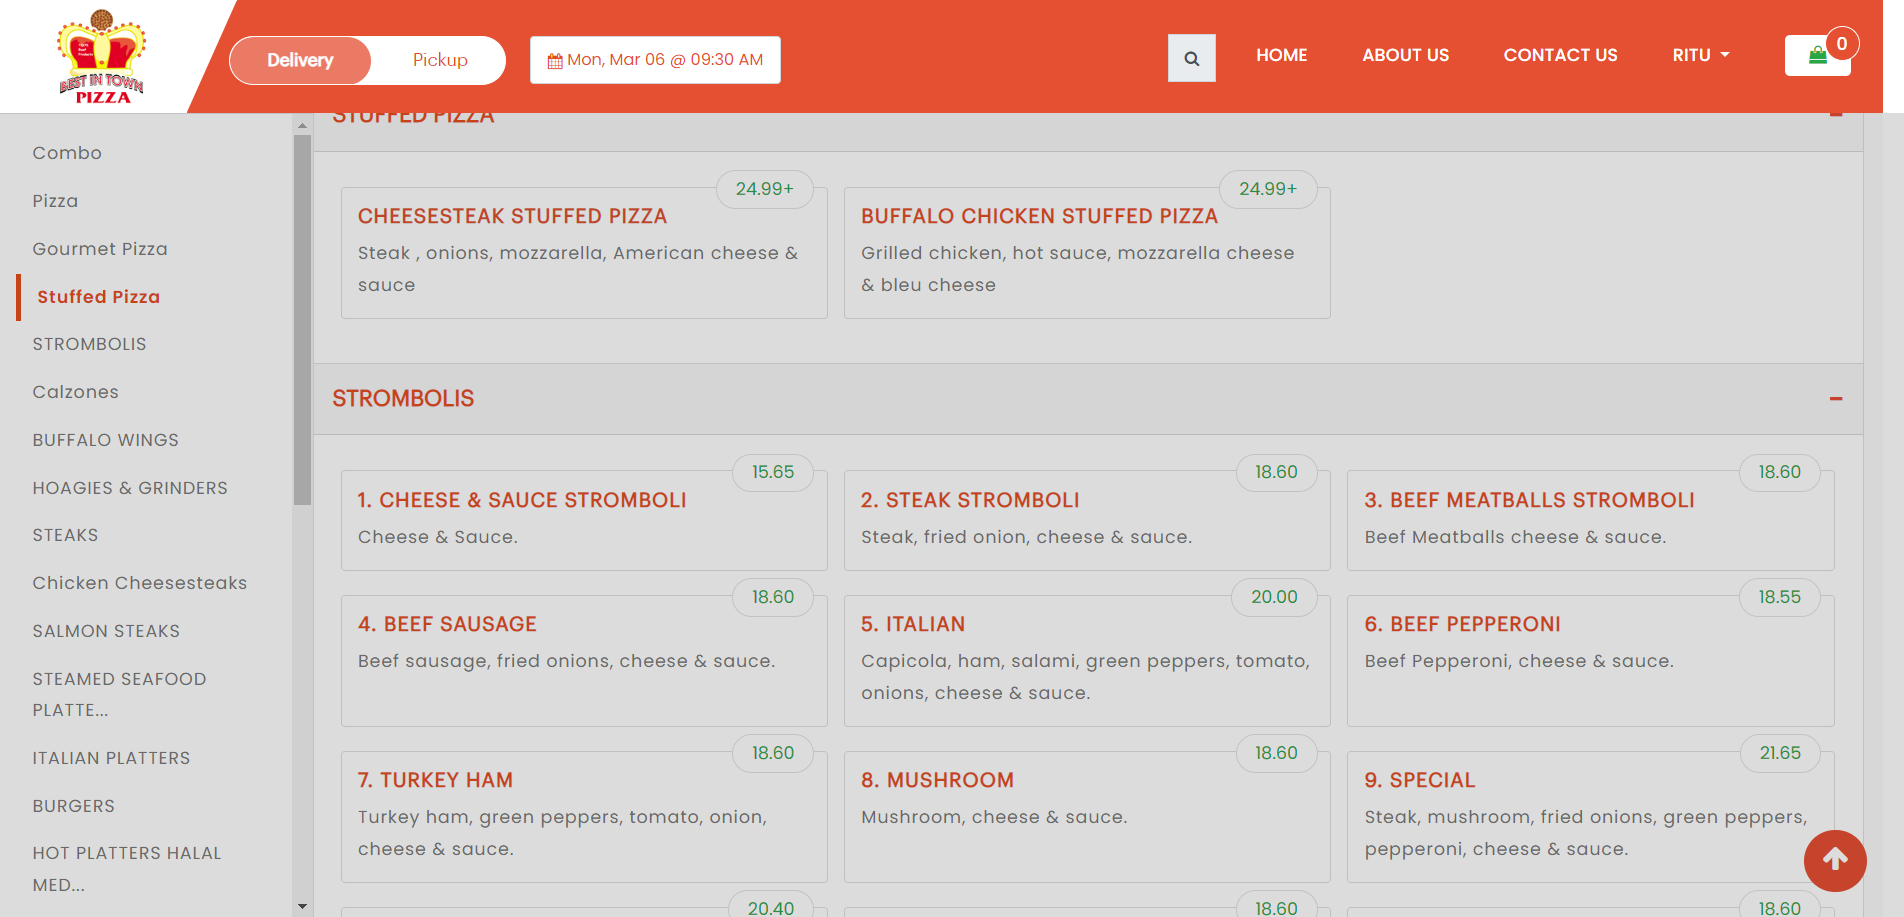 BEST IN TOWN
PIZZA
Delivery
Pickup
Mon, Mar 06 @ 09:30 AM
HOME
ABOUT US
CONTACT US
RITU
0
Combo
Pizza
Gourmet Pizza
Stuffed Pizza
STROMBOLIS
Calzones
BUFFALO WINGS
HOAGIES & GRINDERS
STEAKS
Chicken Cheesesteaks
SALMON STEAKS
STEAMED SEAFOOD
PLATTE...
ITALIAN PLATTERS
BURGERS
HOT PLATTERS HALAL
MED...
STUFFED PIZZA
24.99+
CHEESESTEAK STUFFED PIZZA
Steak , onions, mozzarella, American cheese &
sauce
24.99+
BUFFALO CHICKEN STUFFED PIZZA
Grilled chicken, hot sauce, mozzarella cheese
& bleu cheese
STROMBOLIS
15.65
1. CHEESE & SAUCE STROMBOLI
Cheese & Sauce.
18.60
2. STEAK STROMBOLI
Steak, fried onion, cheese & sauce.
18.60
3. BEEF MEATBALLS STROMBOLI
Beef Meatballs cheese & sauce.
18.60
4. BEEF SAUSAGE
Beef sausage, fried onions, cheese & sauce.
20.00
5. ITALIAN
Capicola, ham, salami, green peppers, tomato,
onions, cheese & sauce.
18.55
6. BEEF PEPPERONI
Beef Pepperoni, cheese & sauce.
18.60
7. TURKEY HAM
Turkey ham, green peppers, tomato, onion,
cheese & sauce.
18.60
8. MUSHROOM
Mushroom, cheese & sauce.
21.65
9. SPECIAL
Steak, mushroom, fried onions, green peppers,
pepperoni, cheese & sauce.
20.40
18.60
18.60